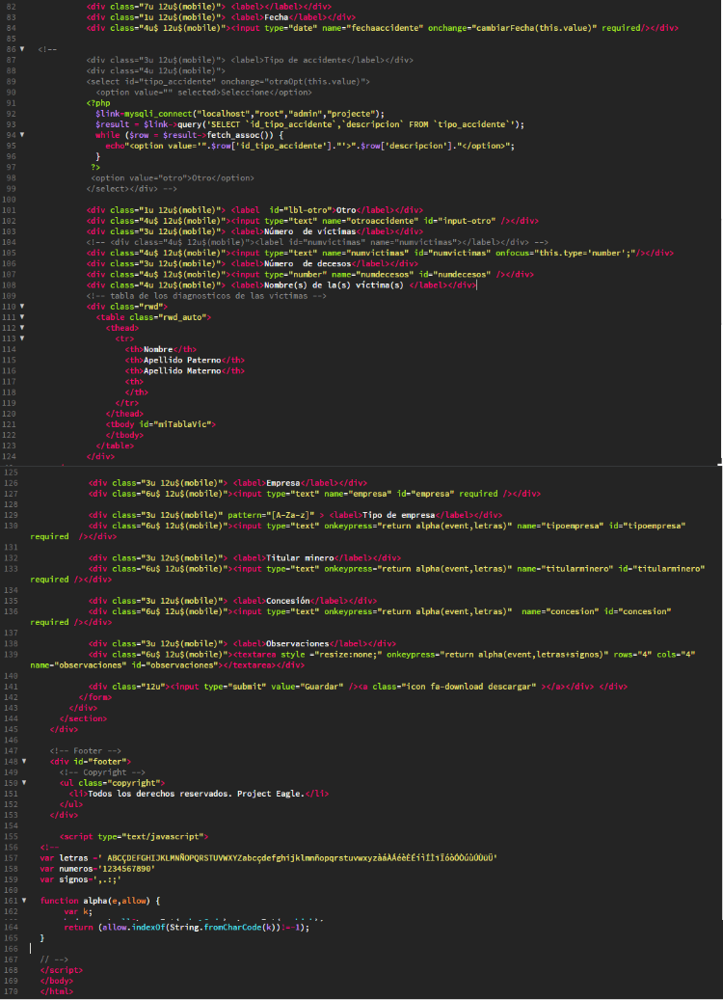 82 <div class="7u 12u$(mobile)"> <label></label></div>
83 <div class="1u 12u$(mobile)"> <label>Fecha</label></div>
84 <div class="4u$ 12u$(mobile)"><input type="date" name="fechaaccidente" onchange="cambiarFecha(this.value)" required/></div>
85
86 <!--
87 <div class="3u 12u$(mobile)"> <label>Tipo de accidente</label></div>
88 <div class="4u 12u$(mobile)">
89 <select id="tipo_accidente" onchange="otraOpt(this.value)">
90 <option value="" selected>Seleccione</option>
91 <?php
92 $link=mysqli_connect("localhost","root","admin","projecte");
93 $result = $link->query('SELECT `id_tipo_accidente`,`descripcion` FROM `tipo_accidente`');
94 while ($row = $result->fetch_assoc()) {
95 echo"<option value='".$row['id_tipo_accidente']."'>".$row['descripcion']."</option>";
96 }
97 ?>
98 <option value="otro">Otro</option>
99 </select></div> -->
100
101 <div class="1u 12u$(mobile)"> <label  id="lbl-otro">Otro</label></div>
102 <div class="4u$ 12u$(mobile)"><input type="text" name="otroaccidente" id="input-otro" /></div>
103 <div class="3u 12u$(mobile)"> <label>Número  de víctimas</label></div>
104 <!-- <div class="4u$ 12u$(mobile)"><label id="numvictimas" name="numvictimas"></label></div> -->
105 <div class="4u$ 12u$(mobile)"><input type="text" name="numvictimas" id="numvictimas" onfocus="this.type='number';"/></div>
106 <div class="3u 12u$(mobile)"> <label>Número  de decesos</label></div>
107 <div class="4u$ 12u$(mobile)"><input type="number" name="numdecesos" id="numdecesos" /></div>
108 <div class="4u 12u$(mobile)"> <label>Nombre(s) de la(s) víctima(s) </label></div>
109 <!-- tabla de los diagnosticos de las victimas -->
110 <div class="rwd">
111 <table class="rwd_auto">
112 <thead>
113 <tr>
114 <th>Nombre</th>
115 <th>Apellido Paterno</th>
116 <th>Apellido Materno</th>
117 <th>
118 </th>
119 </tr>
120 </thead>
121 <tbody id="miTablaVic">
122 </tbody>
123 </table>
124 </div>
125
126 <div class="3u 12u$(mobile)"> <label>Empresa</label></div>
127 <div class="6u$ 12u$(mobile)"><input type="text" name="empresa" id="empresa" required /></div>
128
129 <div class="3u 12u$(mobile)" pattern="[A-Za-z]" > <label>Tipo de empresa</label></div>
130 <div class="6u$ 12u$(mobile)"><input type="text" onkeypress="return alpha(event,letras)" name="tipoempresa" id="tipoempresa"
required  /></div>
131
132 <div class="3u 12u$(mobile)"> <label>Titular minero</label></div>
133 <div class="6u$ 12u$(mobile)"><input type="text" onkeypress="return alpha(event,letras)" name="titularminero" id="titularminero"
required /></div>
134
135 <div class="3u 12u$(mobile)"> <label>Concesión</label></div>
136 <div class="6u$ 12u$(mobile)"><input type="text" onkeypress="return alpha(event,letras)"  name="concesion" id="concesion"
required /></div>
137
138 <div class="3u 12u$(mobile)"> <label>Observaciones</label></div>
139 <div class="6u$ 12u$(mobile)"><textarea style ="resize:none;" onkeypress="return alpha(event,letras+signos)" rows="4" cols="4"
name="observaciones" id="observaciones"></textarea></div>
140
141 <div class="12u"><input type="submit" value="Guardar" /><a class="icon fa-download descargar" ></a></div> </div>
142 </form>
143 </div>
144 </section>
145 </div>
146
147 <!-- Footer -->
148 <div id="footer">
149 <!-- Copyright -->
150 <ul class="copyright">
151 <li>Todos los derechos reservados. Project Eagle.</li>
152 </ul>
153 </div>
154
155 <script type="text/javascript">
156 <!--
157 var letras =' ABCÇDEFGHIJKLMNÑOPQRSTUVWXYZabcçdefghijklmnñopqrstuvwxyz
158 var numeros='1234567890'
159 var signos=',.:;'
160
161 function alpha(e,allow) {
162 var k;
164 return (allow.indexOf(String.fromCharCode(k))!=-1);
165 }
166
167 // -->
168 </script>
169 </body>
170 </html>